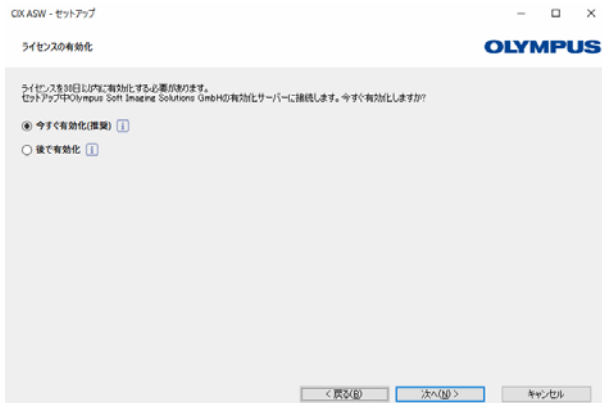 CIX ASW - セットアップ
ライセンスの有効化
OLYMPUS
ライセンスを30日以内に有効化する必要があります。
セットアップ中Olympus Soft Imaging Solutions GmbHの有効化サーバーに接続します。今すぐ有効化しますか?
今すぐ有効化(推奨) i
後で有効化 i
< 戻る(B) 次へ(N) > キャンセル